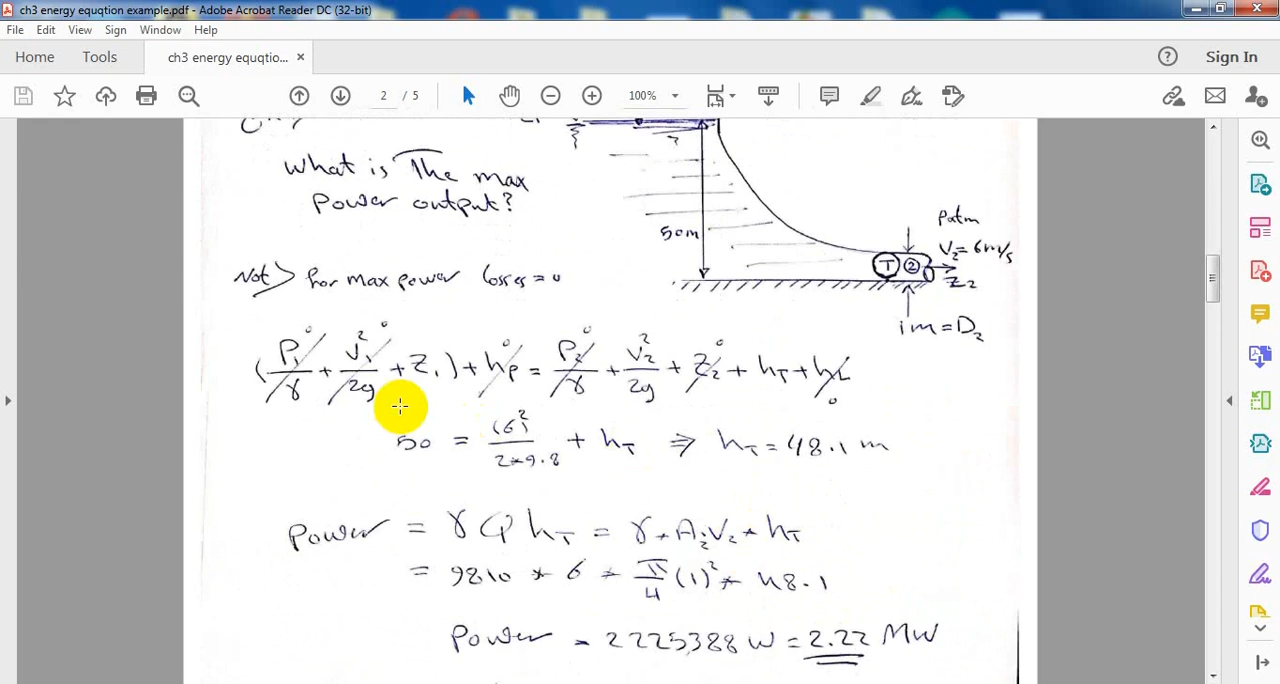 ch3 energy equqtion example.pdf - Adobe Acrobat Reader DC (32-bit)
File Edit View Sign Window Help
Home Tools ch3 energy equqtio... × Sign In
2 / 5 100%
What is The max
Power output?
50m
Patm
V₂=6m/s
T 2
Z₂
1m=D₂
Not> for max power losses=0
(P₁/γ + V₁²/2g + Z₁) + hp = P₂/γ + V₂²/2g + Z₂ + hT + hL
50 = (6)²/2*9.8 + hT ⇒ hT = 48.1 m
Power = γ Q hT = γ * A₂V₂ * hT
= 9810 * 6 * π/4 (1)² * 48.1
Power = 2225388 W = 2.22 MW